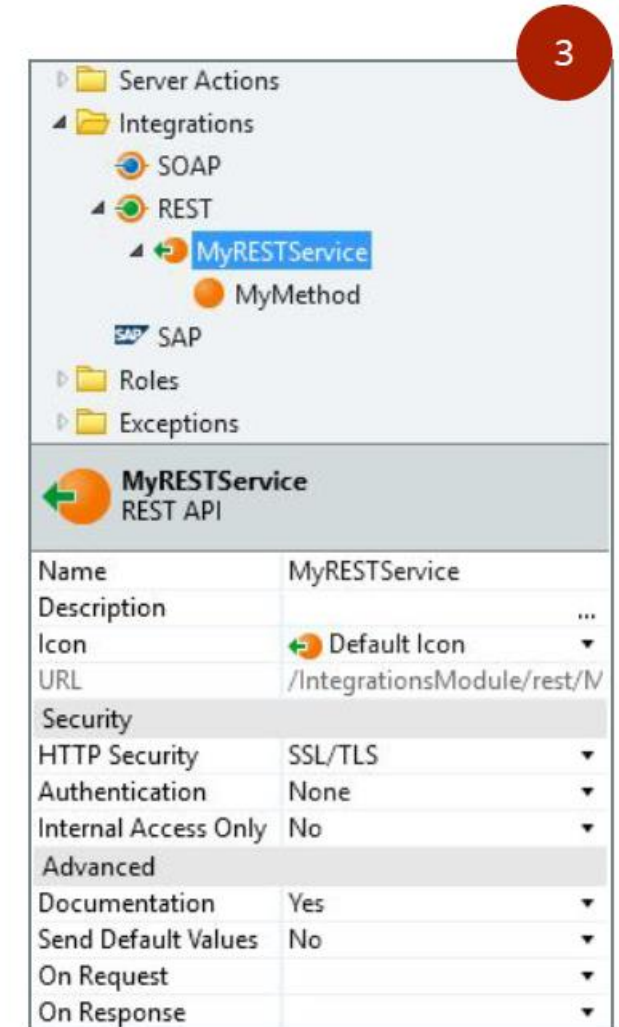 3
Server Actions
Integrations
SOAP
REST
MyRESTService
MyMethod
SAP SAP
Roles
Exceptions
MyRESTService
REST API
Name MyRESTService
Description ...
Icon Default Icon
URL /IntegrationsModule/rest/M
Security
HTTP Security SSL/TLS
Authentication None
Internal Access Only No
Advanced
Documentation Yes
Send Default Values No
On Request
On Response